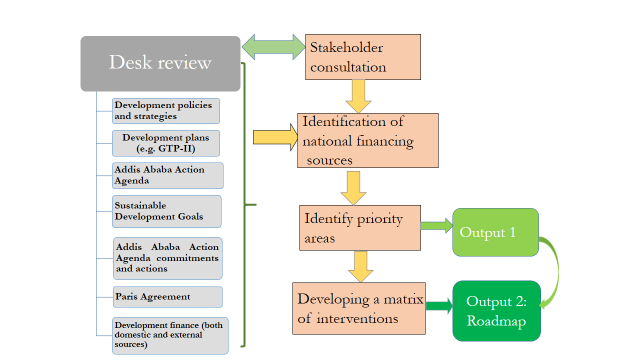 Desk review
Development policies
and strategies
Development plans
(e.g. GTP-II)
Addis Ababa Action
Agenda
Sustainable
Development Goals
Addis Ababa Action
Agenda commitments
and actions
Paris Agreement
Development finance (both
domestic and external
sources)
Stakeholder
consultation
Identification of
national financing
sources
Identify priority
areas
Developing a matrix
of interventions
Output 1
Output 2:
Roadmap